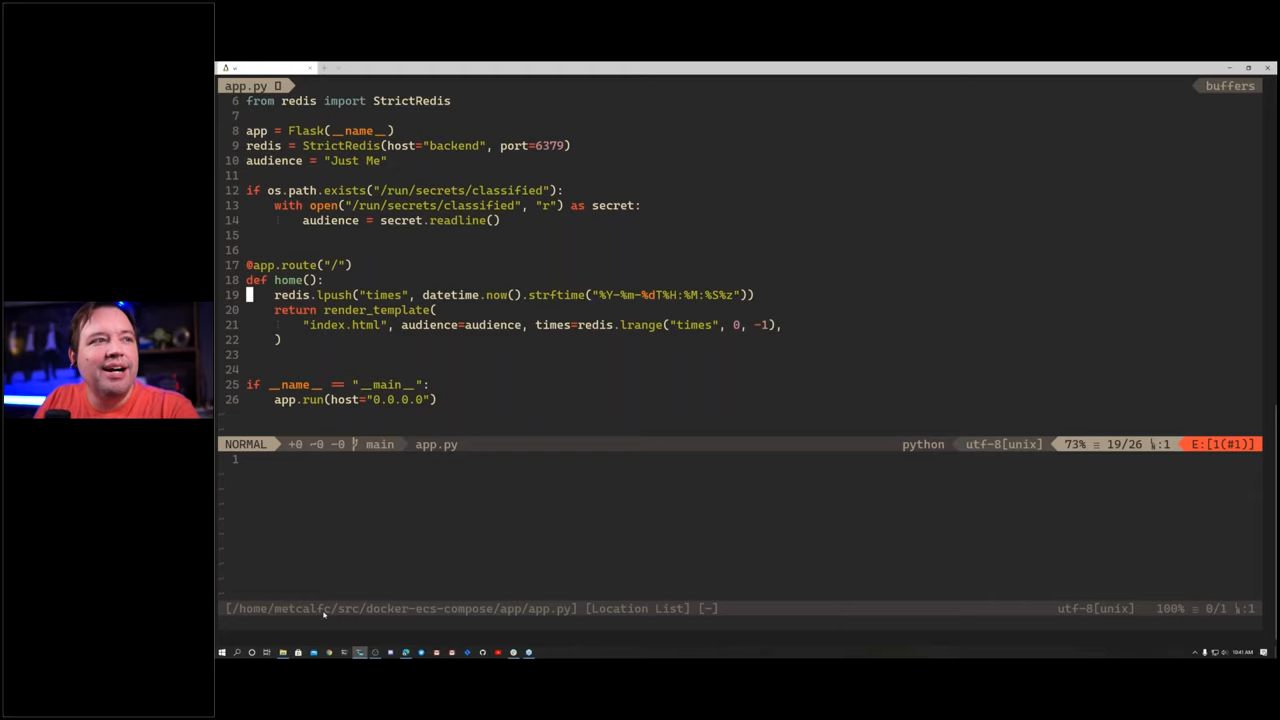 app.py
buffers
6 from redis import StrictRedis
7
8 app = Flask(__name__)
9 redis = StrictRedis(host="backend", port=6379)
10 audience = "Just Me"
11
12 if os.path.exists("/run/secrets/classified"):
13 with open("/run/secrets/classified", "r") as secret:
14 audience = secret.readline()
15
16
17 @app.route("/")
18 def home():
19 redis.lpush("times", datetime.now().strftime("%Y-%m-%dT%H:%M:%S%z"))
20 return render_template(
21 "index.html", audience=audience, times=redis.lrange("times", 0, -1),
22 )
23
24
25 if __name__ == "__main__":
26 app.run(host="0.0.0.0")
NORMAL +0 ~0 -0 main app.py python utf-8[unix] 73% ≡ 19/26 :1 E:[1(#1)]
1
[/home/metcalfc/src/docker-ecs-compose/app/app.py] [Location List] [-] utf-8[unix] 100% ≡ 0/1 :1
10:41 AM